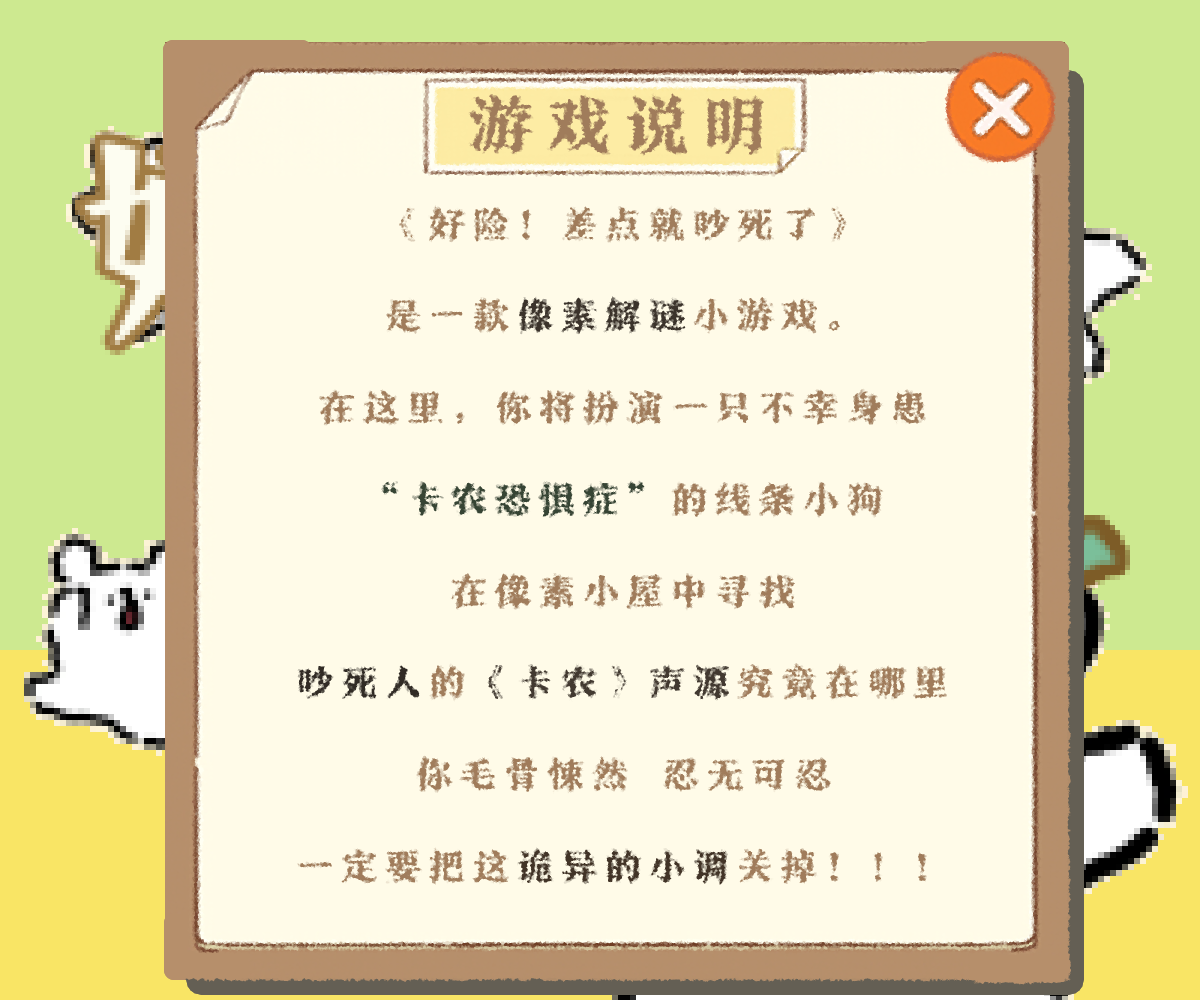 游戏说明
《好险！差点就吵死了》
是一款像素解谜小游戏。
在这里，你将扮演一只不幸身患
“卡农恐惧症”的线条小狗
在像素小屋中寻找
吵死人的《卡农》声源究竟在哪里
你毛骨悚然 忍无可忍
一定要把这诡异的小调关掉！！！